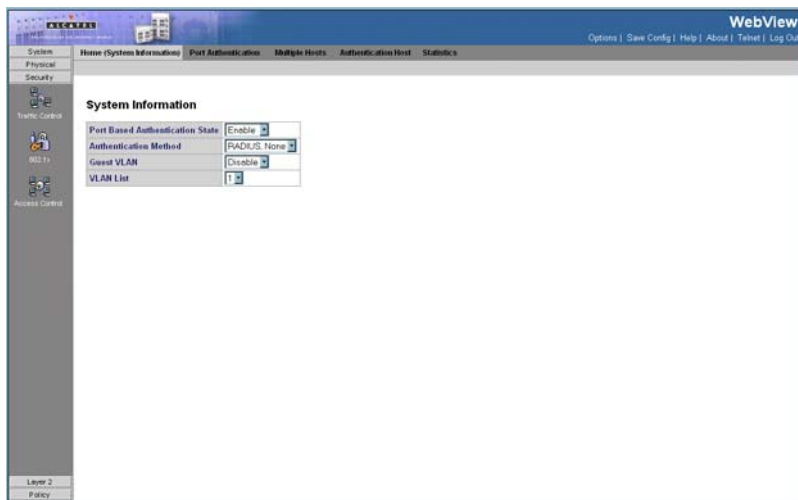 ALCATEL
WebView
Options | Save Config | Help | About | Telnet | Log Out
System
Physical
Security
Traffic Control
802.1x
Access Control
Layer 2
Policy
Home (System Information) Port Authentication Multiple Hosts Authentication Host Statistics
System Information
Port Based Authentication State Enable
Authentication Method RADIUS, None
Guest VLAN Disable
VLAN List 1